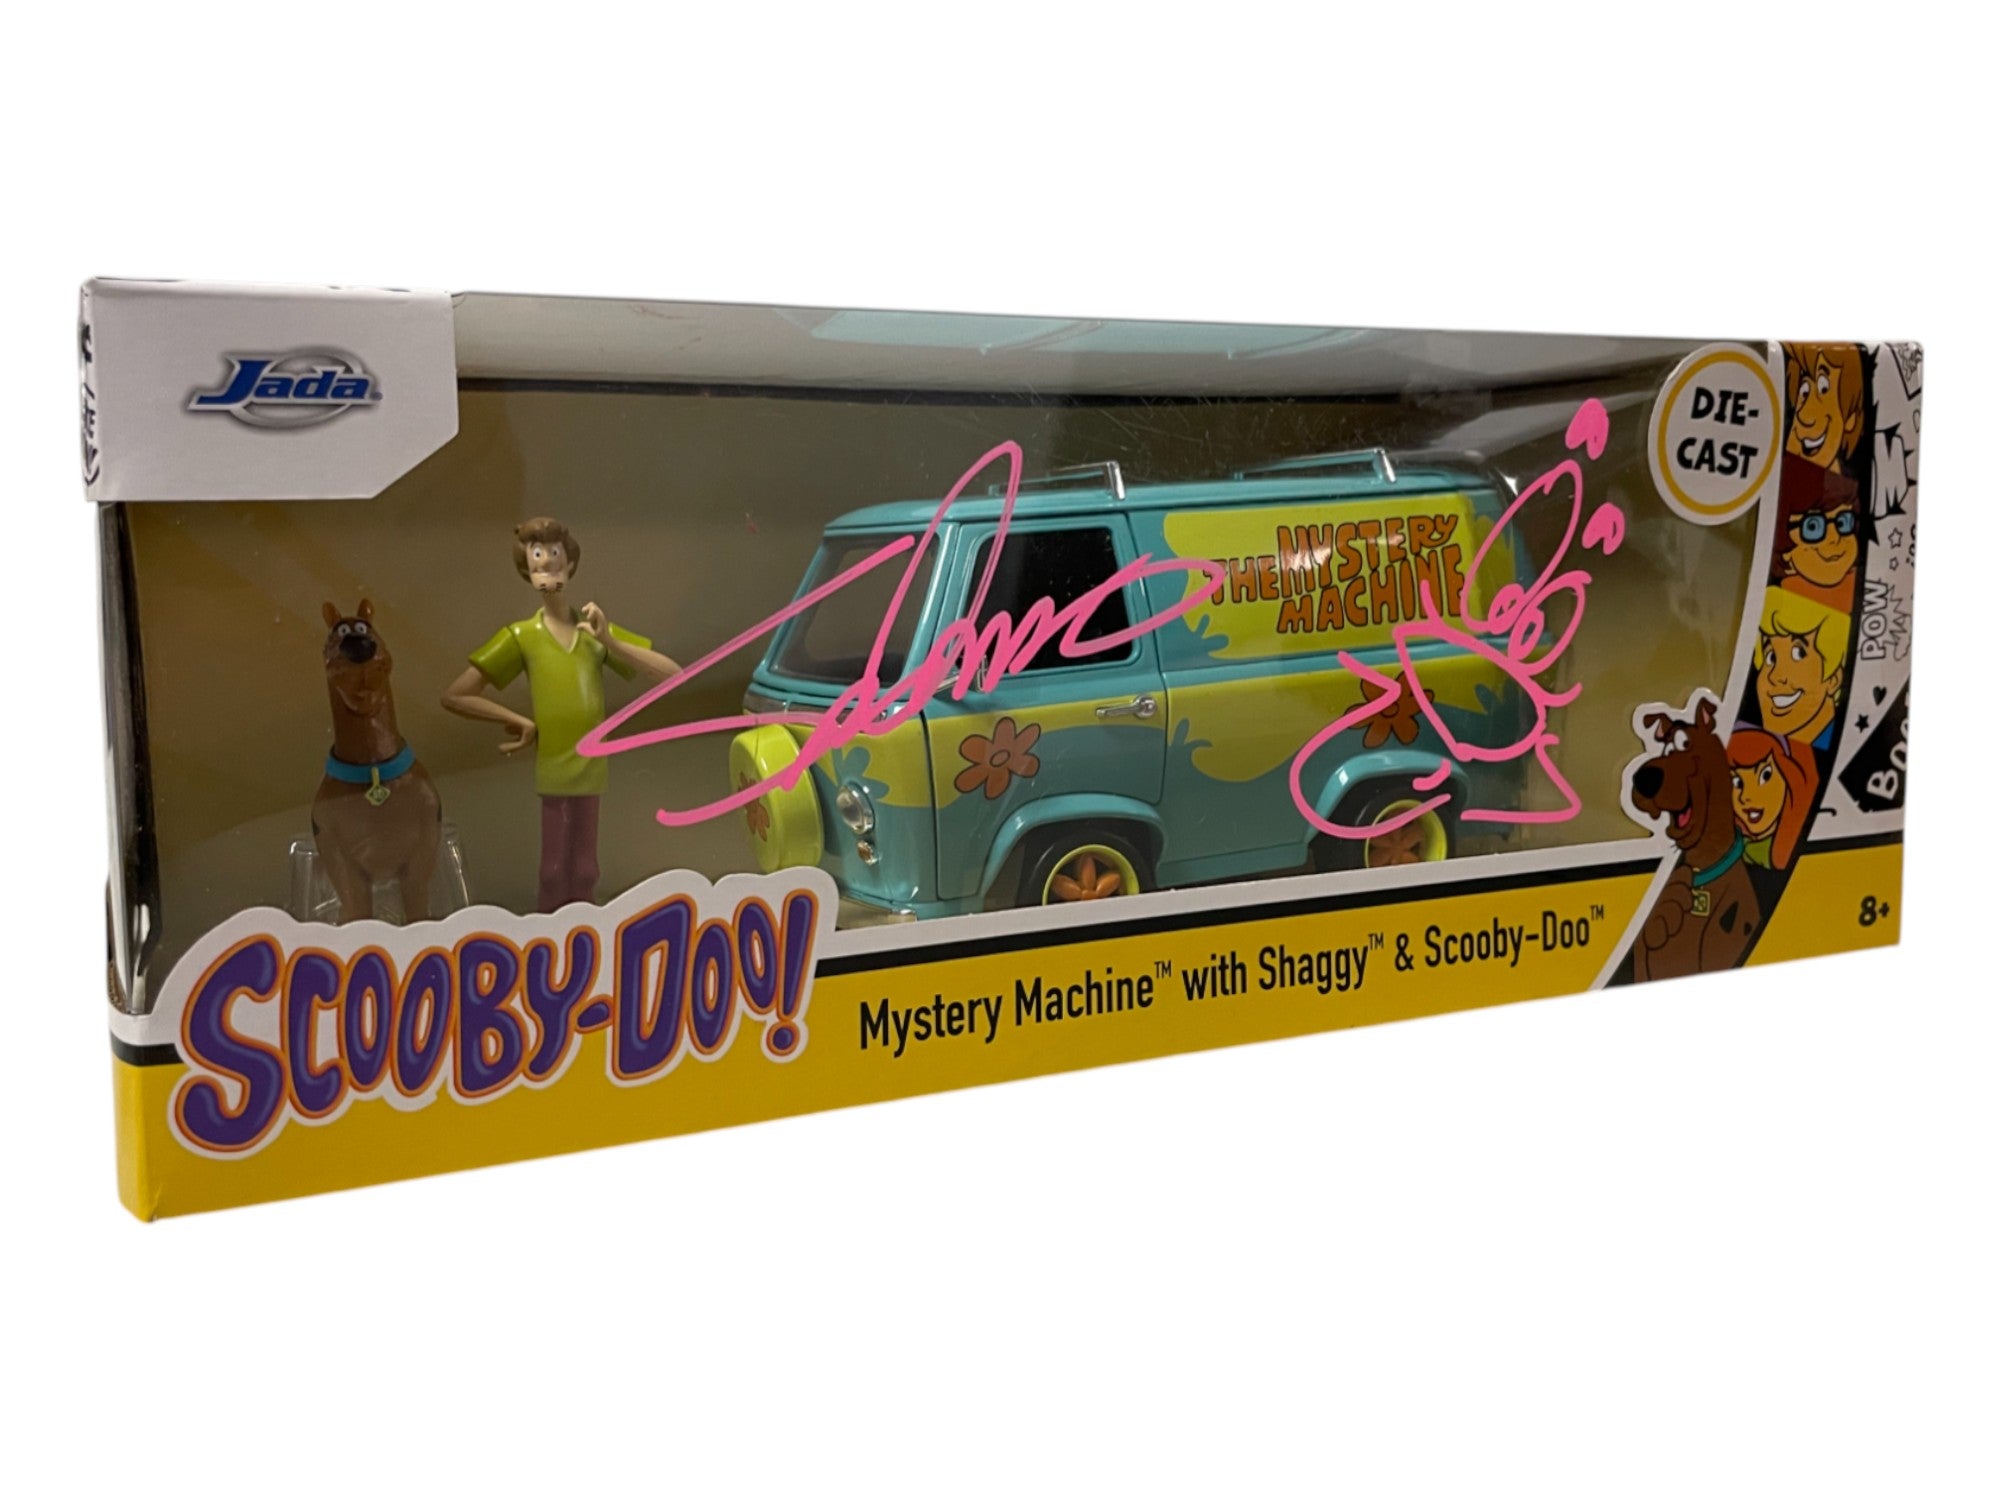 Jada
DIE-
CAST
THE MYSTERY
MACHINE
POW
SCOOBY-DOO!
Mystery Machine™ with Shaggy™ & Scooby-Doo™
8+